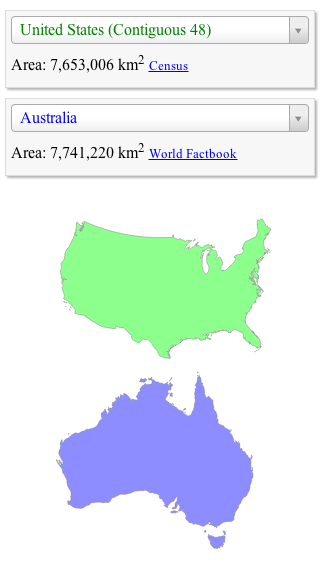 United States (Contiguous 48)
Area: 7,653,006 km² Census
Australia
Area: 7,741,220 km² World Factbook